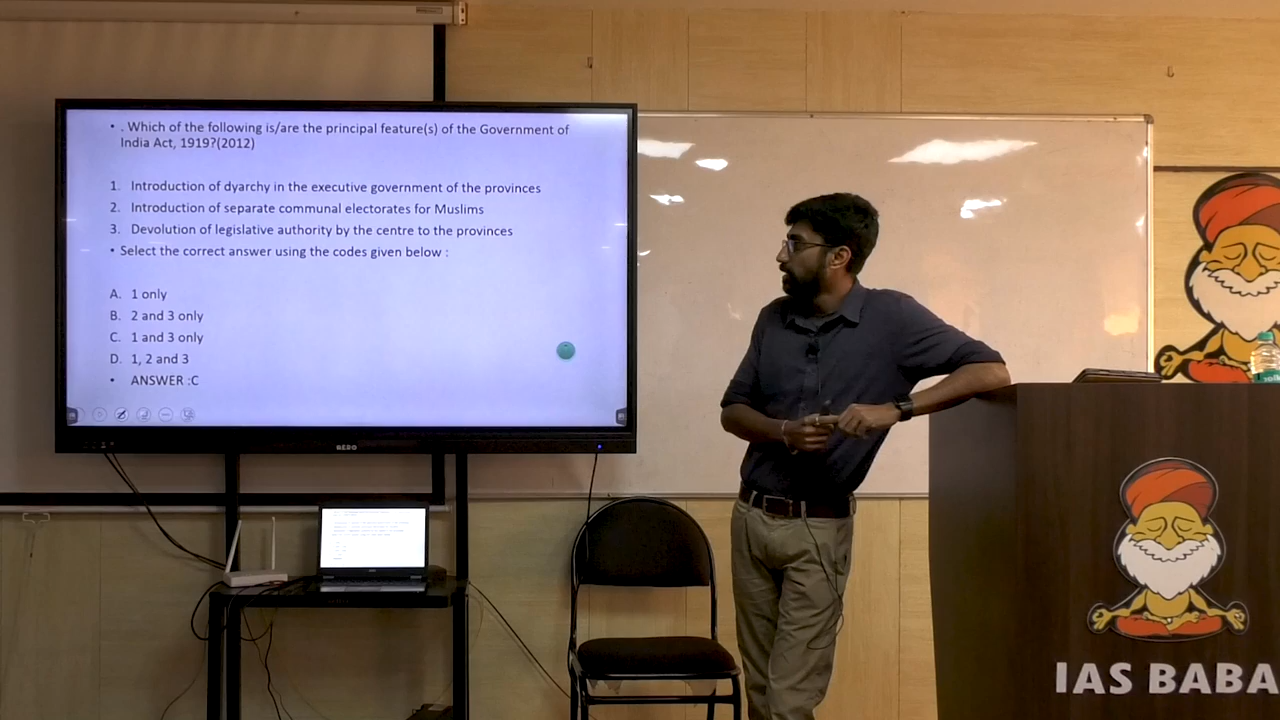 • . Which of the following is/are the principal feature(s) of the Government of
India Act, 1919?(2012)
1. Introduction of dyarchy in the executive government of the provinces
2. Introduction of separate communal electorates for Muslims
3. Devolution of legislative authority by the centre to the provinces
• Select the correct answer using the codes given below :
A. 1 only
B. 2 and 3 only
C. 1 and 3 only
D. 1, 2 and 3
• ANSWER :C
IAS BABA